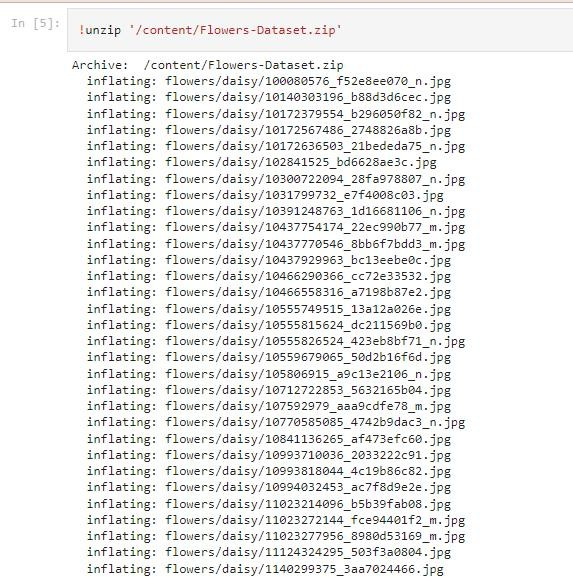 In [5]: !unzip '/content/Flowers-Dataset.zip'
Archive:  /content/Flowers-Dataset.zip
inflating: flowers/daisy/100080576_f52e8ee070_n.jpg
inflating: flowers/daisy/10140303196_b88d3d6cec.jpg
inflating: flowers/daisy/10172379554_b296050f82_n.jpg
inflating: flowers/daisy/10172567486_2748826a8b.jpg
inflating: flowers/daisy/10172636503_21bededa75_n.jpg
inflating: flowers/daisy/102841525_bd6628ae3c.jpg
inflating: flowers/daisy/10300722094_28fa978807_n.jpg
inflating: flowers/daisy/1031799732_e7f4008c03.jpg
inflating: flowers/daisy/10391248763_1d16681106_n.jpg
inflating: flowers/daisy/10437754174_22ec990b77_m.jpg
inflating: flowers/daisy/10437770546_8bb6f7bdd3_m.jpg
inflating: flowers/daisy/10437929963_bc13eebe0c.jpg
inflating: flowers/daisy/10466290366_cc72e33532.jpg
inflating: flowers/daisy/10466558316_a7198b87e2.jpg
inflating: flowers/daisy/10555749515_13a12a026e.jpg
inflating: flowers/daisy/10555815624_dc211569b0.jpg
inflating: flowers/daisy/10555826524_423eb8bf71_n.jpg
inflating: flowers/daisy/10559679065_50d2b16f6d.jpg
inflating: flowers/daisy/105806915_a9c13e2106_n.jpg
inflating: flowers/daisy/10712722853_5632165b04.jpg
inflating: flowers/daisy/107592979_aaa9cdfe78_m.jpg
inflating: flowers/daisy/10770585085_4742b9dac3_n.jpg
inflating: flowers/daisy/10841136265_af473efc60.jpg
inflating: flowers/daisy/10993710036_2033222c91.jpg
inflating: flowers/daisy/10993818044_4c19b86c82.jpg
inflating: flowers/daisy/10994032453_ac7f8d9e2e.jpg
inflating: flowers/daisy/11023214096_b5b39fab08.jpg
inflating: flowers/daisy/11023272144_fce94401f2_m.jpg
inflating: flowers/daisy/11023277956_8980d53169_m.jpg
inflating: flowers/daisy/11124324295_503f3a0804.jpg
inflating: flowers/daisy/1140299375_3aa7024466.jpg